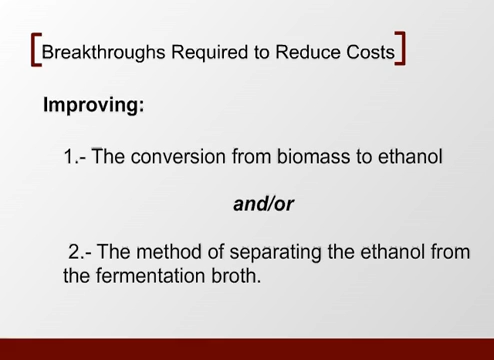 [Breakthroughs Required to Reduce Costs]
Improving:
1.- The conversion from biomass to ethanol
and/or
2.- The method of separating the ethanol from
the fermentation broth.